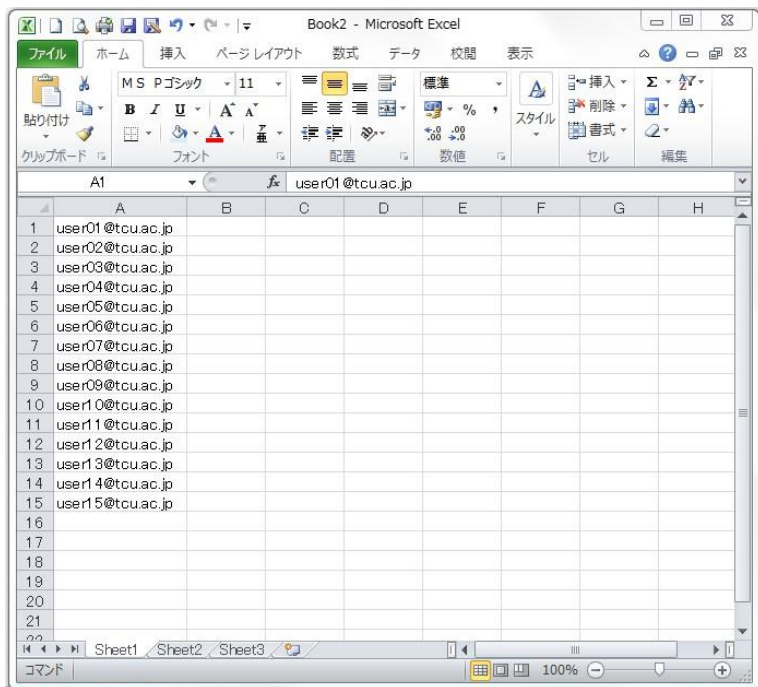 Book2 - Microsoft Excel
ファイル ホーム 挿入 ページ レイアウト 数式 データ 校閲 表示
貼り付け
クリップボード
MS Pゴシック 11
B I U A A
A 亜
フォント
配置
標準
% ,
.0 .00 .00 .0
数値
A
スタイル
挿入
削除
書式
セル
Σ
編集
A1 fx user01@tcu.ac.jp
A B C D E F G H
1 user01@tcu.ac.jp
2 user02@tcu.ac.jp
3 user03@tcu.ac.jp
4 user04@tcu.ac.jp
5 user05@tcu.ac.jp
6 user06@tcu.ac.jp
7 user07@tcu.ac.jp
8 user08@tcu.ac.jp
9 user09@tcu.ac.jp
10 user10@tcu.ac.jp
11 user11@tcu.ac.jp
12 user12@tcu.ac.jp
13 user13@tcu.ac.jp
14 user14@tcu.ac.jp
15 user15@tcu.ac.jp
16
17
18
19
20
21
Sheet1 Sheet2 Sheet3
コマンド 100%